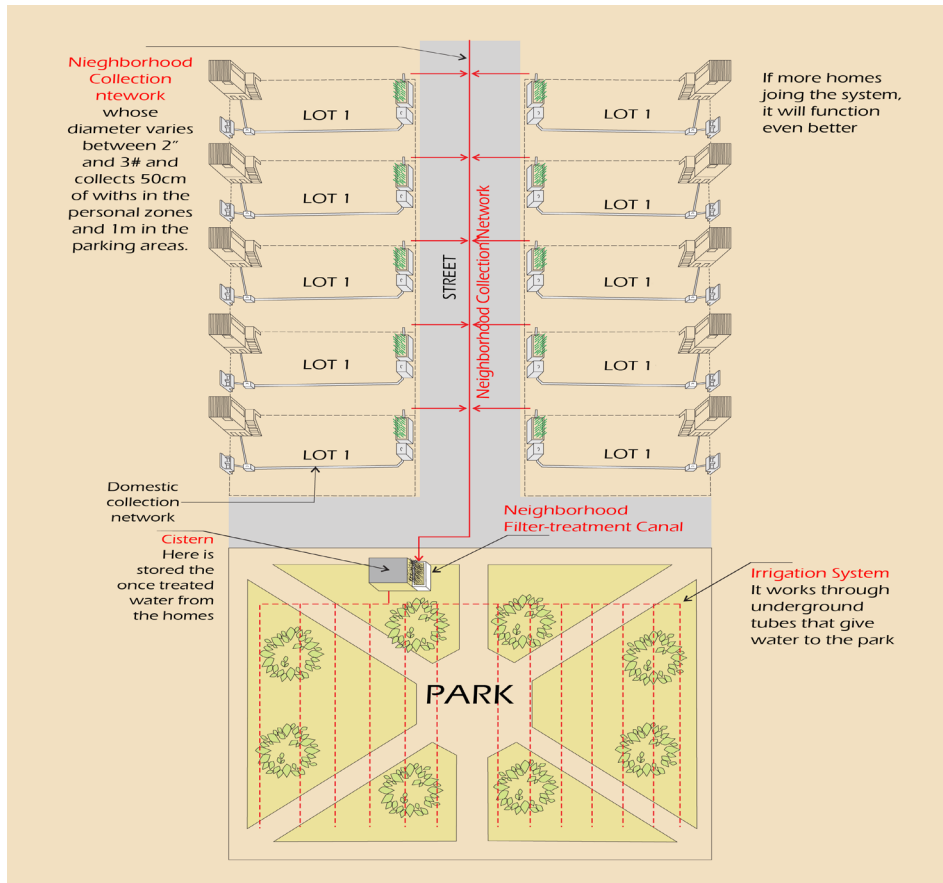 Nieghborhood
Collection
ntework
whose
diameter varies
between 2”
and 3# and
collects 50cm
of withs in the
personal zones
and 1m in the
parking areas.
If more homes
joing the system,
it will function
even better
LOT 1
LOT 1
LOT 1
LOT 1
LOT 1
LOT 1
LOT 1
LOT 1
LOT 1
LOT 1
STREET
Neighborhood Collection Network
Domestic
collection
network
Cistern
Here is
stored the
once treated
water from
the homes
Neighborhood
Filter-treatment Canal
Irrigation System
It works through
underground
tubes that give
water to the park
PARK